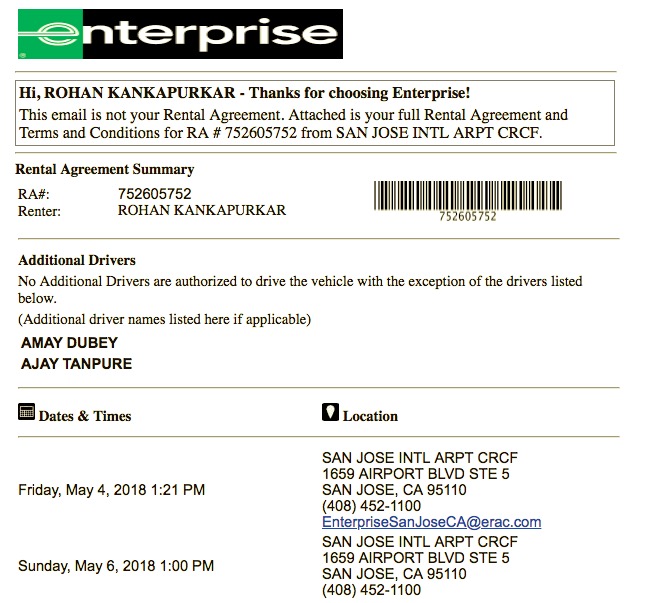 enterprise
Hi, ROHAN KANKAPURKAR - Thanks for choosing Enterprise!
This email is not your Rental Agreement. Attached is your full Rental Agreement and
Terms and Conditions for RA # 752605752 from SAN JOSE INTL ARPT CRCF.
Rental Agreement Summary
RA#: 752605752
Renter: ROHAN KANKAPURKAR
752605752
Additional Drivers
No Additional Drivers are authorized to drive the vehicle with the exception of the drivers listed
below.
(Additional driver names listed here if applicable)
AMAY DUBEY
AJAY TANPURE
Dates & Times
Location
Friday, May 4, 2018 1:21 PM
SAN JOSE INTL ARPT CRCF
1659 AIRPORT BLVD STE 5
SAN JOSE, CA 95110
(408) 452-1100
EnterpriseSanJoseCA@erac.com
Sunday, May 6, 2018 1:00 PM
SAN JOSE INTL ARPT CRCF
1659 AIRPORT BLVD STE 5
SAN JOSE, CA 95110
(408) 452-1100